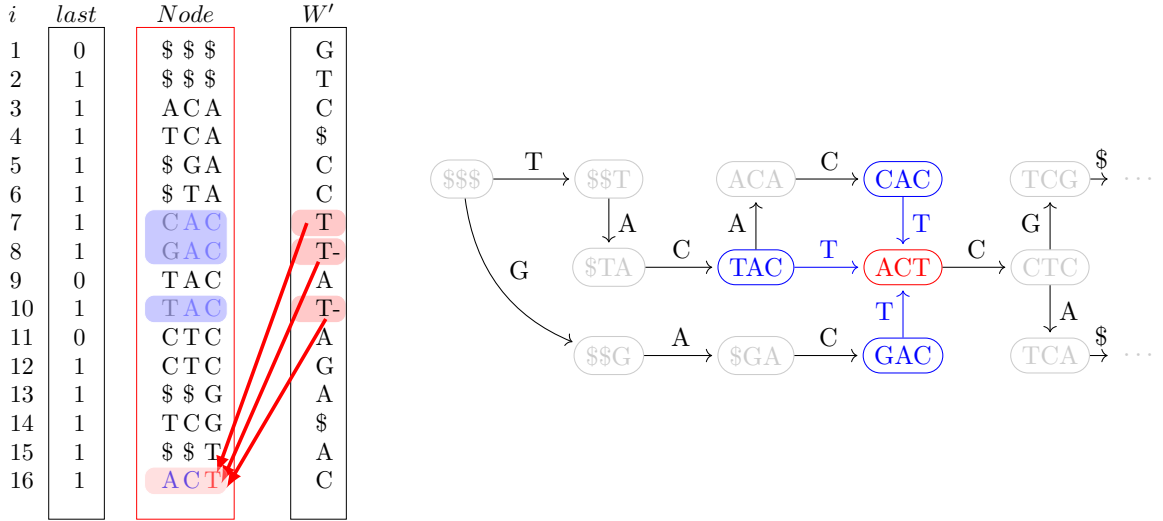 i last Node W′
1 0 $ $ $ G
2 1 $ $ $ T
3 1 A C A C
4 1 T C A $
5 1 $ G A C
6 1 $ T A C
7 1 C A C T
8 1 G A C T-
9 0 T A C A
10 1 T A C T-
11 0 C T C A
12 1 C T C G
13 1 $ $ G A
14 1 T C G $
15 1 $ $ T A
16 1 A C T C
$$$ T $$T ACA C CAC TCG $ ···
A A T G
G
$TA C TAC T ACT C CTC
T A
$$G A $GA C GAC TCA $ ···